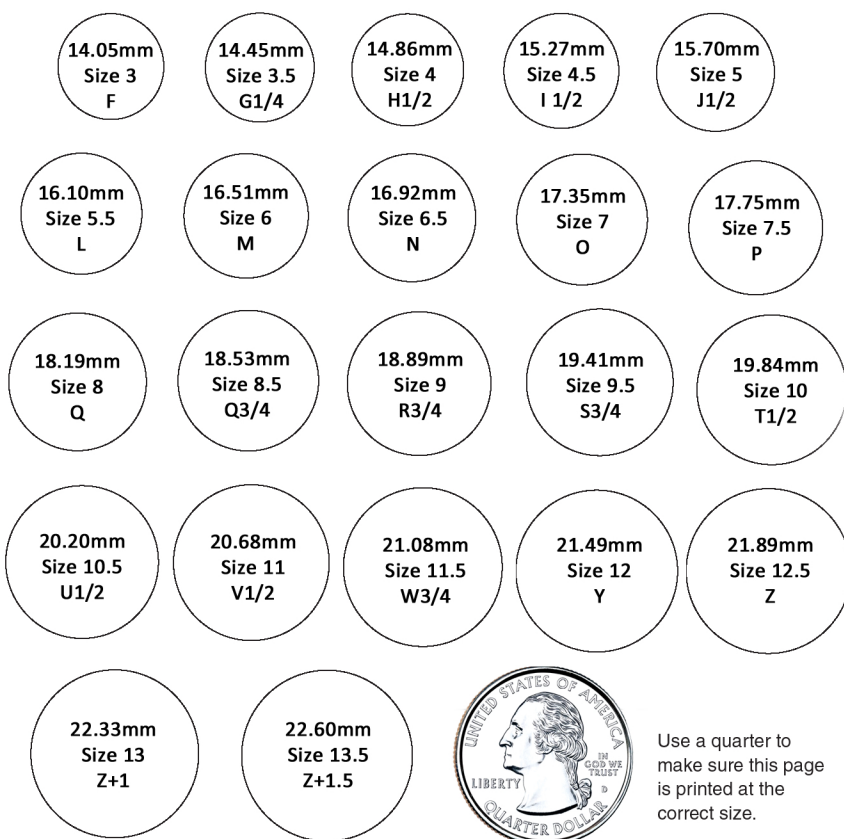 14.05mm
Size 3
F
14.45mm
Size 3.5
G1/4
14.86mm
Size 4
H1/2
15.27mm
Size 4.5
I 1/2
15.70mm
Size 5
J1/2
16.10mm
Size 5.5
L
16.51mm
Size 6
M
16.92mm
Size 6.5
N
17.35mm
Size 7
O
17.75mm
Size 7.5
P
18.19mm
Size 8
Q
18.53mm
Size 8.5
Q3/4
18.89mm
Size 9
R3/4
19.41mm
Size 9.5
S3/4
19.84mm
Size 10
T1/2
20.20mm
Size 10.5
U1/2
20.68mm
Size 11
V1/2
21.08mm
Size 11.5
W3/4
21.49mm
Size 12
Y
21.89mm
Size 12.5
Z
22.33mm
Size 13
Z+1
22.60mm
Size 13.5
Z+1.5
UNITED STATES OF AMERICA
IN
GOD WE
TRUST
LIBERTY
D
QUARTER DOLLAR
Use a quarter to
make sure this page
is printed at the
correct size.